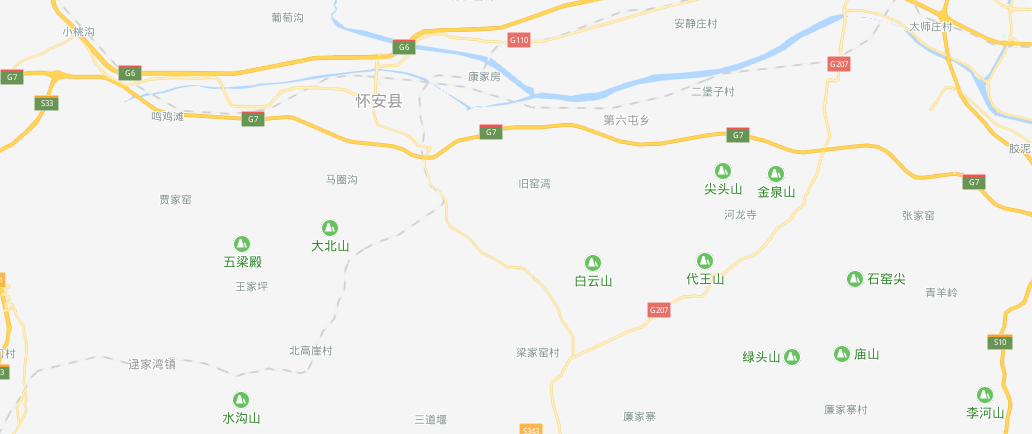 葡萄沟
安静庄村
太师庄村
小桃沟
G110
G6
G207
G7
G6
康家房
二堡子村
S33
怀安县
鸣鸡滩
G7
第六屯乡
G7
G7
胶泥
尖头山
金泉山
G7
马圈沟
旧窑湾
贾家窑
河龙寺
张家窑
大北山
五梁殿
白云山
代王山
石窑尖
王家坪
青羊岭
G207
S10
北高崖村
梁家窑村
绿头山
庙山
逯家湾镇
3
水沟山
三道堰
廉家寨
廉家寨村
李河山
S343